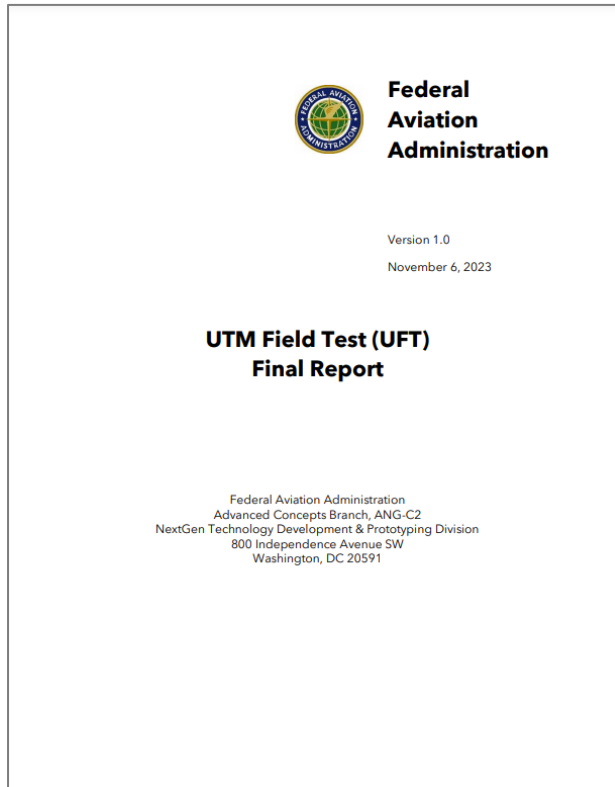 FEDERAL AVIATION
ADMINISTRATION
Federal
Aviation
Administration
Version 1.0
November 6, 2023
UTM Field Test (UFT)
Final Report
Federal Aviation Administration
Advanced Concepts Branch, ANG-C2
NextGen Technology Development & Prototyping Division
800 Independence Avenue SW
Washington, DC 20591